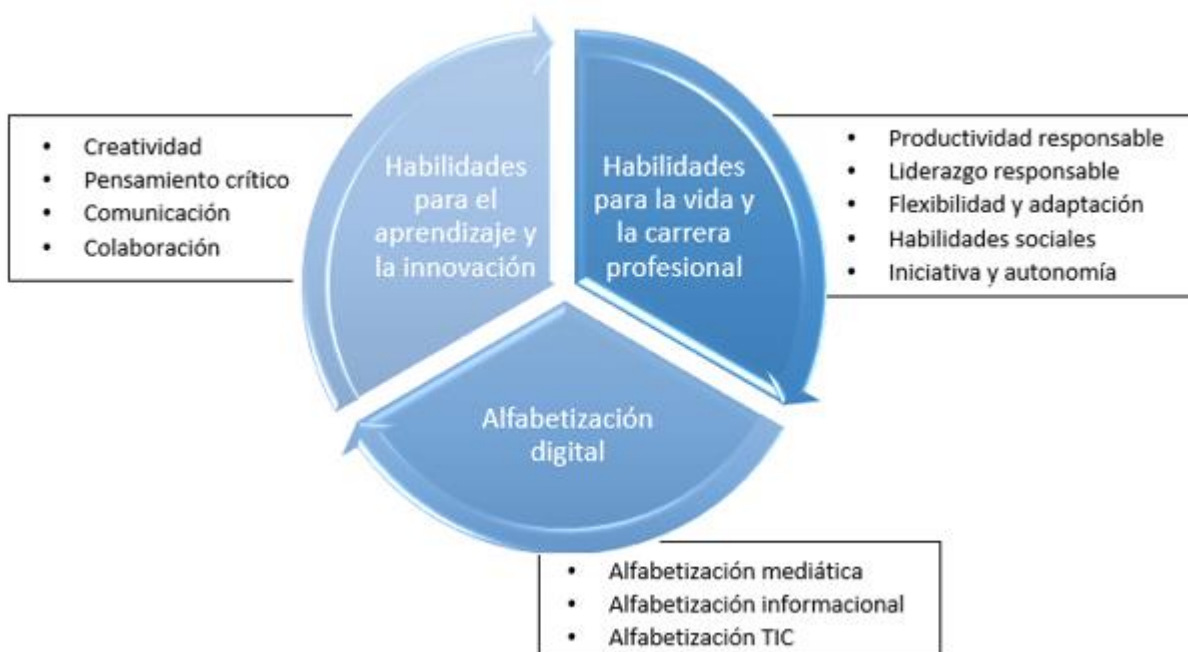 • Creatividad
• Pensamiento crítico
• Comunicación
• Colaboración
Habilidades
para el
aprendizaje y
la innovación
Habilidades
para la vida y
la carrera
profesional
• Productividad responsable
• Liderazgo responsable
• Flexibilidad y adaptación
• Habilidades sociales
• Iniciativa y autonomía
Alfabetización
digital
• Alfabetización mediática
• Alfabetización informacional
• Alfabetización TIC